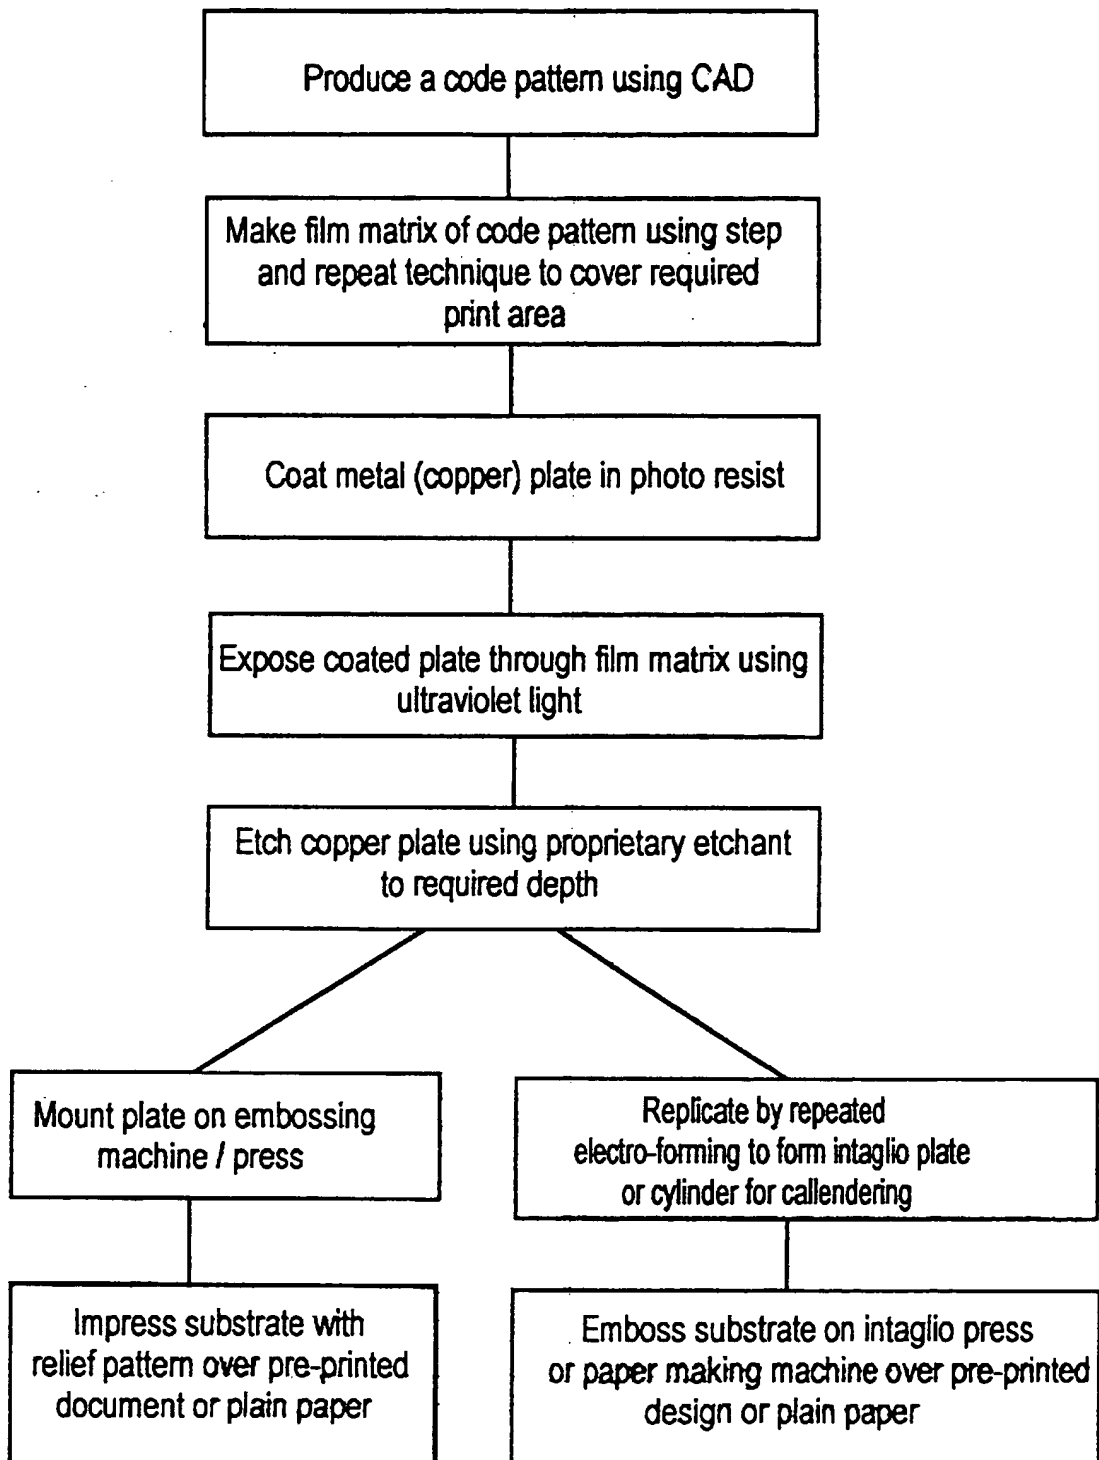 Produce a code pattern using CAD
Make film matrix of code pattern using step
and repeat technique to cover required
print area
Coat metal (copper) plate in photo resist
Expose coated plate through film matrix using
ultraviolet light
Etch copper plate using proprietary etchant
to required depth
Mount plate on embossing
machine / press
Replicate by repeated
electro-forming to form intaglio plate
or cylinder for callendering
Impress substrate with
relief pattern over pre-printed
document or plain paper
Emboss substrate on intaglio press
or paper making machine over pre-printed
design or plain paper